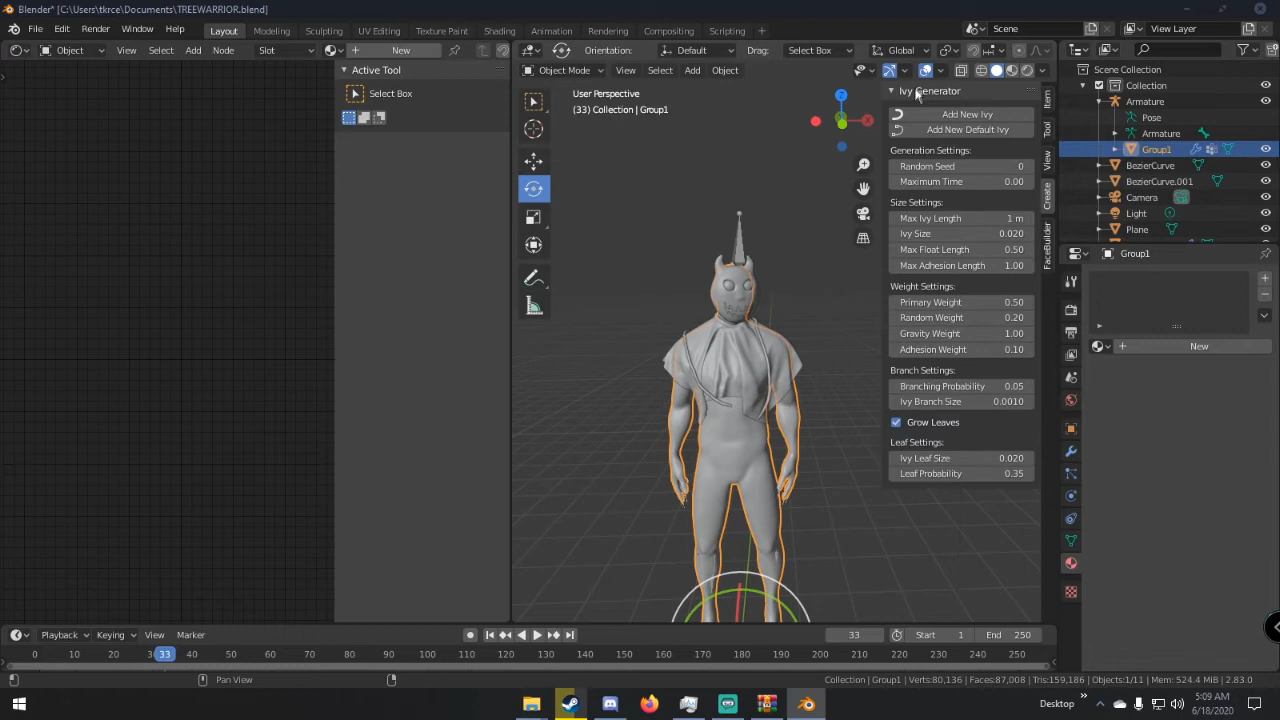 Blender* [C:\Users\tkrce\Documents\TREEWARRIOR.blend]
File Edit Render Window Help Layout Modeling Sculpting UV Editing Texture Paint Shading Animation Rendering Compositing Scripting Scene View Layer
Object View Select Add Node Slot New Orientation: Default Drag: Select Box Global
Active Tool
Select Box
Object Mode View Select Add Object
User Perspective
(33) Collection | Group1
Z
Ivy Generator
Add New Ivy
Add New Default Ivy
Generation Settings:
Random Seed 0
Maximum Time 0.00
Size Settings:
Max Ivy Length 1 m
Ivy Size 0.020
Max Float Length 0.50
Max Adhesion Length 1.00
Weight Settings:
Primary Weight 0.50
Random Weight 0.20
Gravity Weight 1.00
Adhesion Weight 0.10
Branch Settings:
Branching Probability 0.05
Ivy Branch Size 0.0010
Grow Leaves
Leaf Settings:
Ivy Leaf Size 0.020
Leaf Probability 0.35
Item
Tool
View
Create
FaceBuilder
Scene Collection
Collection
Armature
Pose
Armature
Group1
BezierCurve
BezierCurve.001
Camera
Light
Plane
Group1
New
Playback Keying View Marker 33 Start 1 End 250
0 10 20 33 40 50 60 70 80 90 100 110 120 130 140 150 160 170 180 190 200 210 220 230 240 250
Pan View
Collection | Group1 | Verts:80,136 | Faces:87,008 | Tris:159,186 | Objects:1/11 | Mem: 524.4 MiB | 2.83.0
Desktop
5:09 AM
6/18/2020